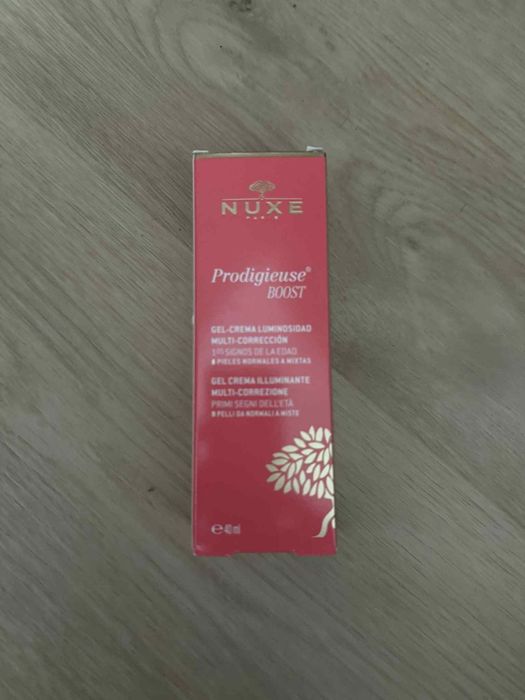 NUXE
PARIS
Prodigieuse®
BOOST
GEL-CREMA LUMINOSIDAD
MULTI-CORRECCIÓN
1os SIGNOS DE LA EDAD
PIELES NORMALES A MIXTAS
GEL CREMA ILLUMINANTE
MULTI-CORREZIONE
PRIMI SEGNI DELL'ETÀ
PELLI DA NORMALI A MISTE
℮ 40 ml